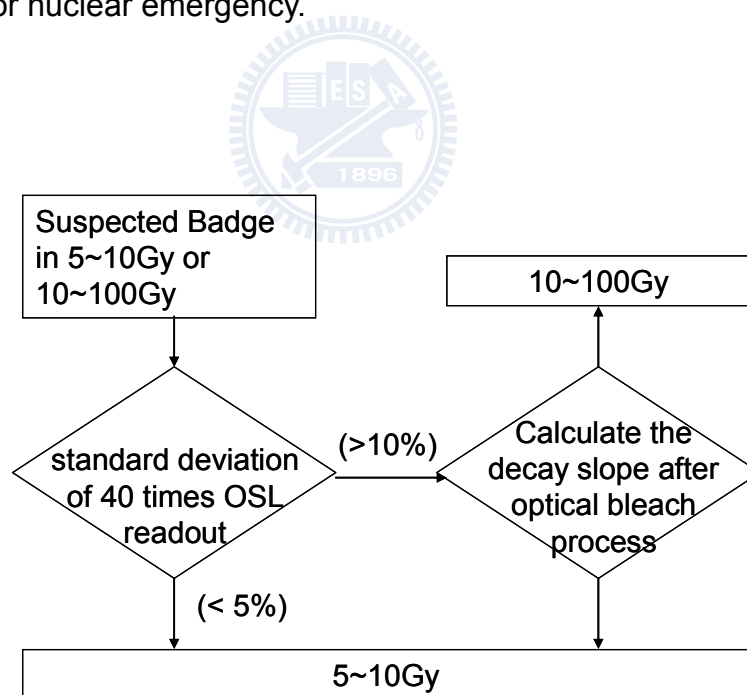 or nuclear emergency.
E S A
1896
Suspected Badge
in 5~10Gy or
10~100Gy
10~100Gy
standard deviation
of 40 times OSL
readout
(>10%)
Calculate the
decay slope after
optical bleach
process
(< 5%)
5~10Gy